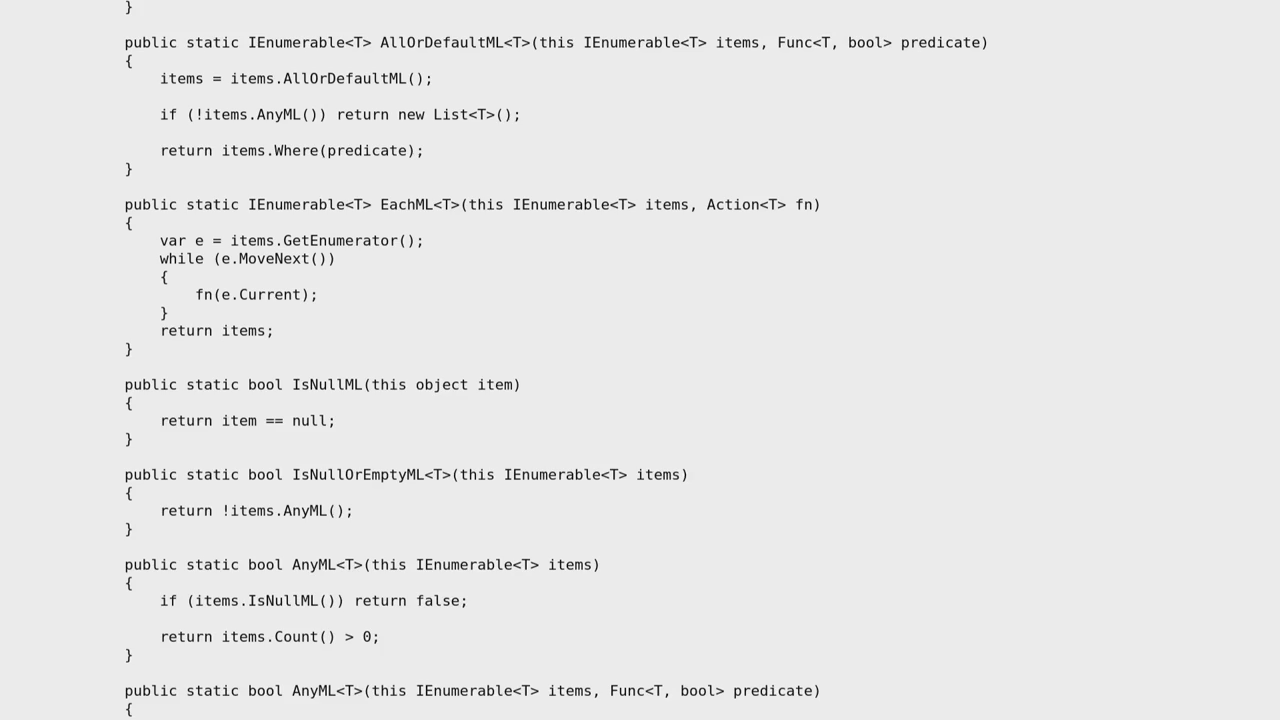 }
public static IEnumerable<T> AllOrDefaultML<T>(this IEnumerable<T> items, Func<T, bool> predicate)
{
items = items.AllOrDefaultML();
if (!items.AnyML()) return new List<T>();
return items.Where(predicate);
}
public static IEnumerable<T> EachML<T>(this IEnumerable<T> items, Action<T> fn)
{
var e = items.GetEnumerator();
while (e.MoveNext())
{
fn(e.Current);
}
return items;
}
public static bool IsNullML(this object item)
{
return item == null;
}
public static bool IsNullOrEmptyML<T>(this IEnumerable<T> items)
{
return !items.AnyML();
}
public static bool AnyML<T>(this IEnumerable<T> items)
{
if (items.IsNullML()) return false;
return items.Count() > 0;
}
public static bool AnyML<T>(this IEnumerable<T> items, Func<T, bool> predicate)
{